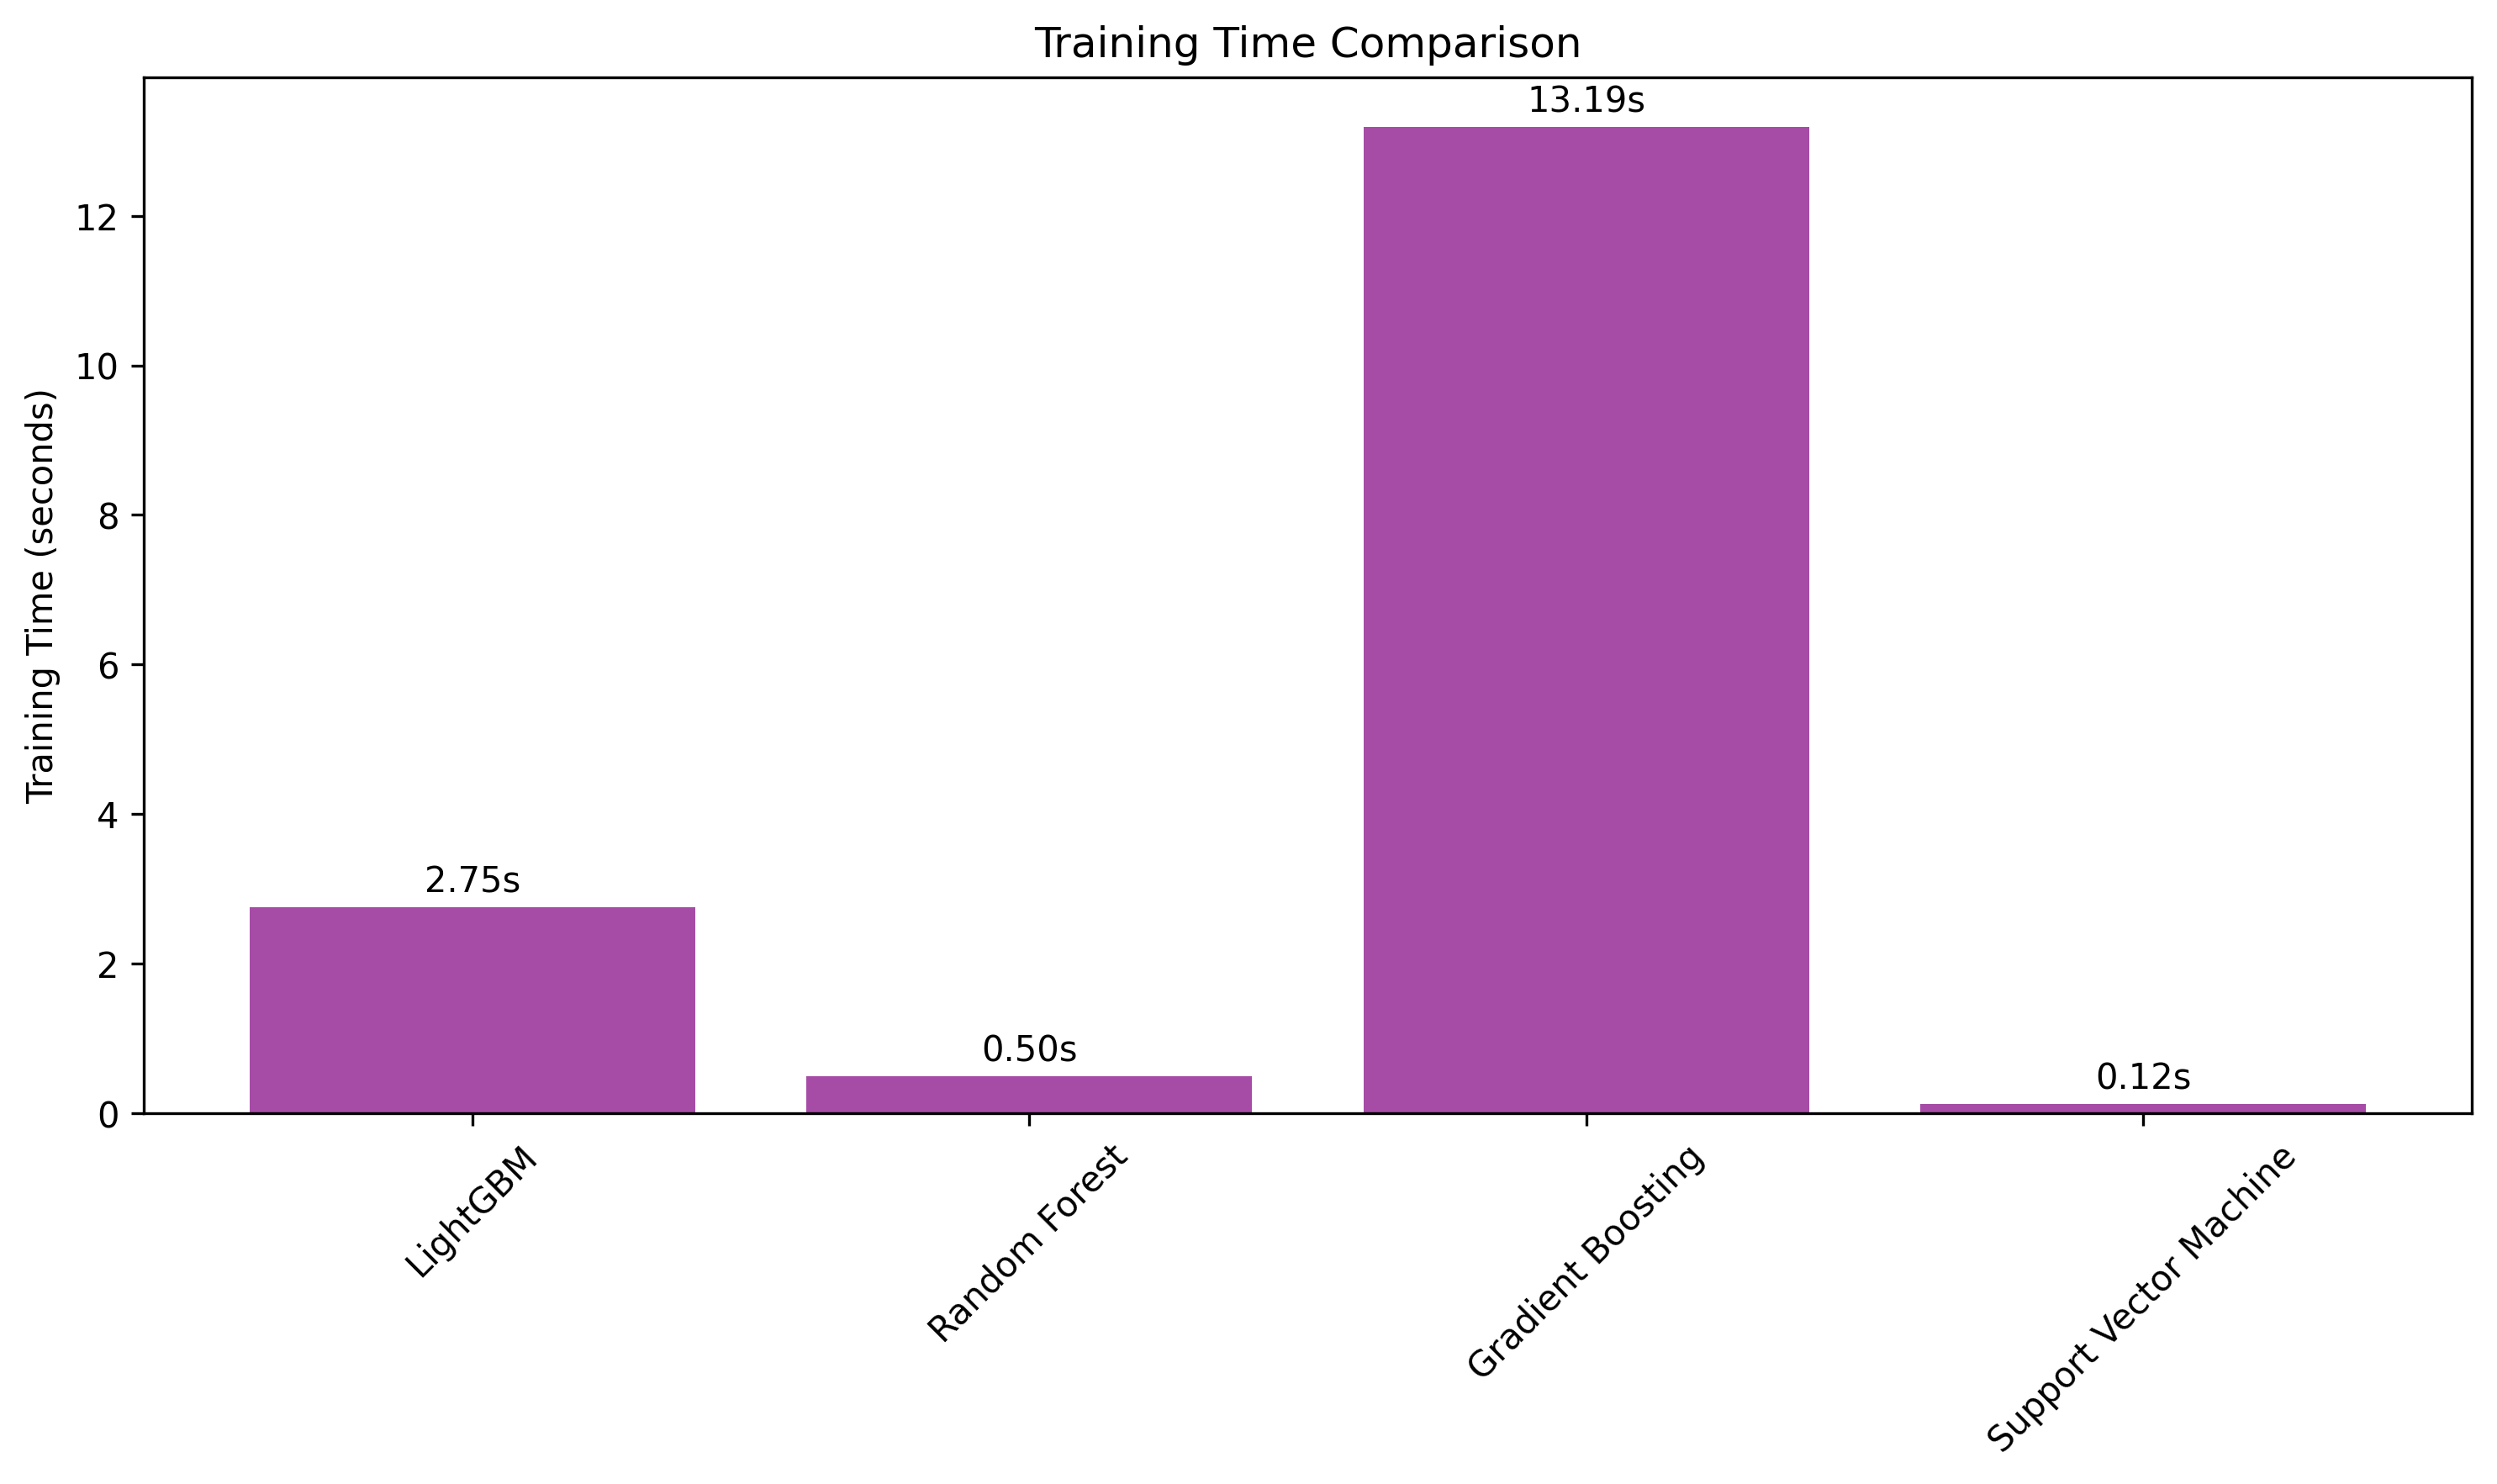 Training Time Comparison
Training Time (seconds)
12
10
8
6
4
2
0
2.75s
0.50s
13.19s
0.12s
LightGBM
Random Forest
Gradient Boosting
Support Vector Machine